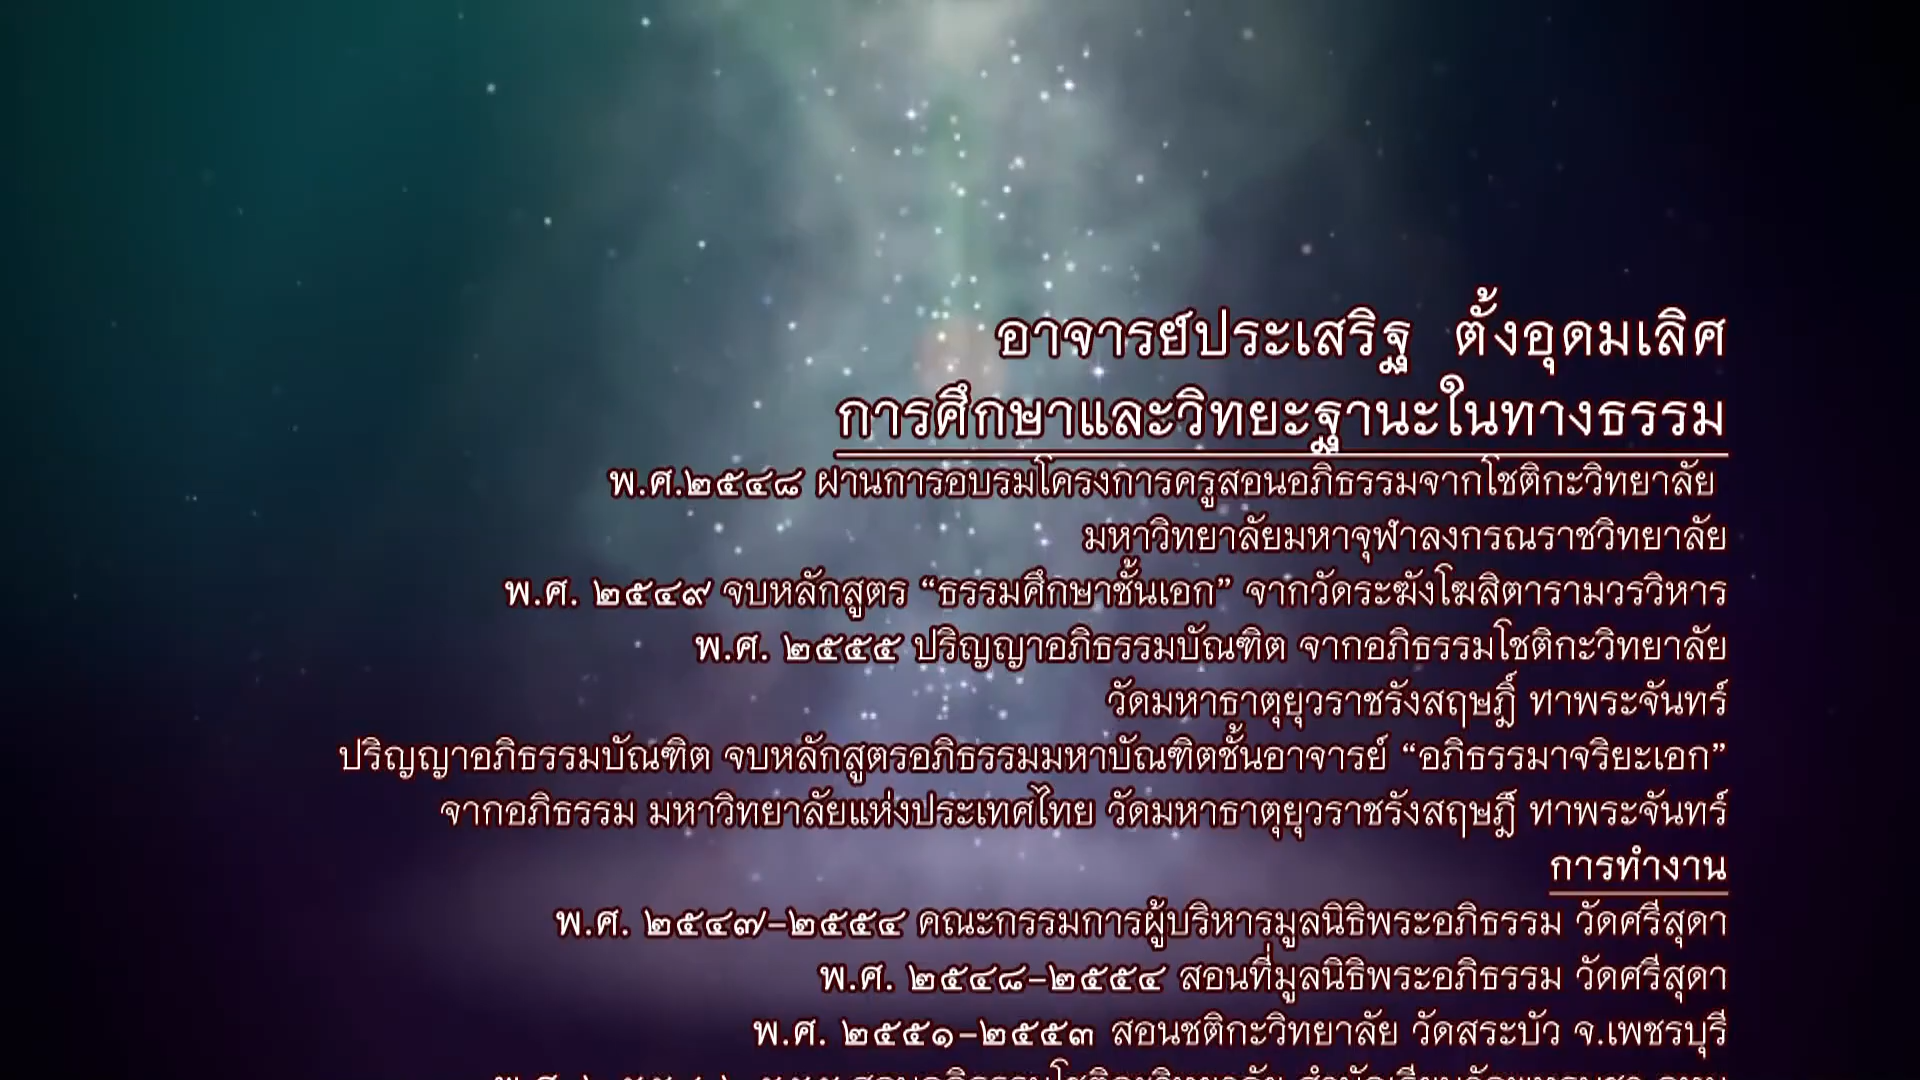 อาจารย์ประเสริฐ ตั้งอุดมเลิศ
การศึกษาและวิทยะฐานะในทางธรรม
พ.ศ.๒๕๔๘ ผ่านการอบรมโครงการครูสอนอภิธรรมจากโชติกะวิทยาลัย
มหาวิทยาลัยมหาจุฬาลงกรณราชวิทยาลัย
พ.ศ. ๒๕๔๙ จบหลักสูตร “ธรรมศึกษาชั้นเอก” จากวัดระฆังโฆสิตารามวรวิหาร
พ.ศ. ๒๕๕๕ ปริญญาอภิธรรมบัณฑิต จากอภิธรรมโชติกะวิทยาลัย
วัดมหาธาตุยุวราชรังสฤษฎิ์ ทาพระจันทร์
ปริญญาอภิธรรมบัณฑิต จบหลักสูตรอภิธรรมมหาบัณฑิตชั้นอาจารย์ “อภิธรรมาจริยะเอก”
จากอภิธรรม มหาวิทยาลัยแห่งประเทศไทย วัดมหาธาตุยุวราชรังสฤษฎี ทาพระจันทร์
การทำงาน
พ.ศ. ๒๕๔๗-๒๕๕๔ คณะกรรมการผู้บริหารมูลนิธิพระอภิธรรม วัดศรีสุดา
พ.ศ. ๒๕๔๘-๒๕๕๔ สอนที่มูลนิธิพระอภิธรรม วัดศรีสุดา
พ.ศ. ๒๕๕๑-๒๕๕๓ สอนชติกะวิทยาลัย วัดสระบัว จ.เพชรบุรี